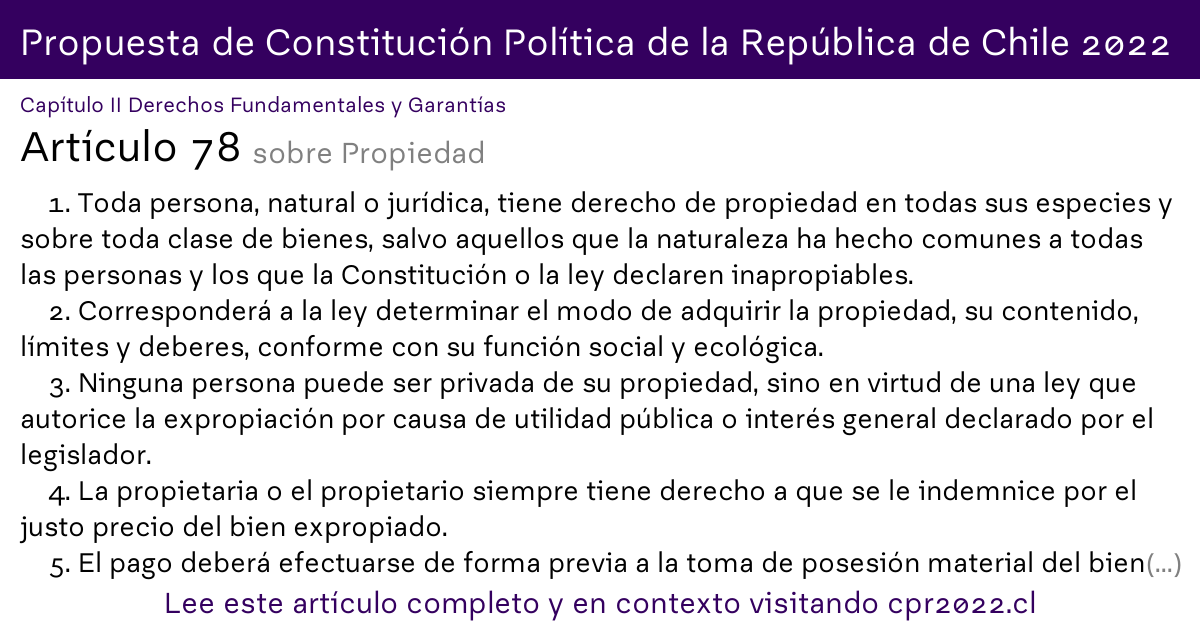 Propuesta de Constitución Política de la República de Chile 2022
Capítulo II Derechos Fundamentales y Garantías
Artículo 78 sobre Propiedad
1. Toda persona, natural o jurídica, tiene derecho de propiedad en todas sus especies y
sobre toda clase de bienes, salvo aquellos que la naturaleza ha hecho comunes a todas
las personas y los que la Constitución o la ley declaren inapropiables.
2. Corresponderá a la ley determinar el modo de adquirir la propiedad, su contenido,
límites y deberes, conforme con su función social y ecológica.
3. Ninguna persona puede ser privada de su propiedad, sino en virtud de una ley que
autorice la expropiación por causa de utilidad pública o interés general declarado por el
legislador.
4. La propietaria o el propietario siempre tiene derecho a que se le indemnice por el
justo precio del bien expropiado.
5. El pago deberá efectuarse de forma previa a la toma de posesión material del bien(...)
Lee este artículo completo y en contexto visitando cpr2022.cl